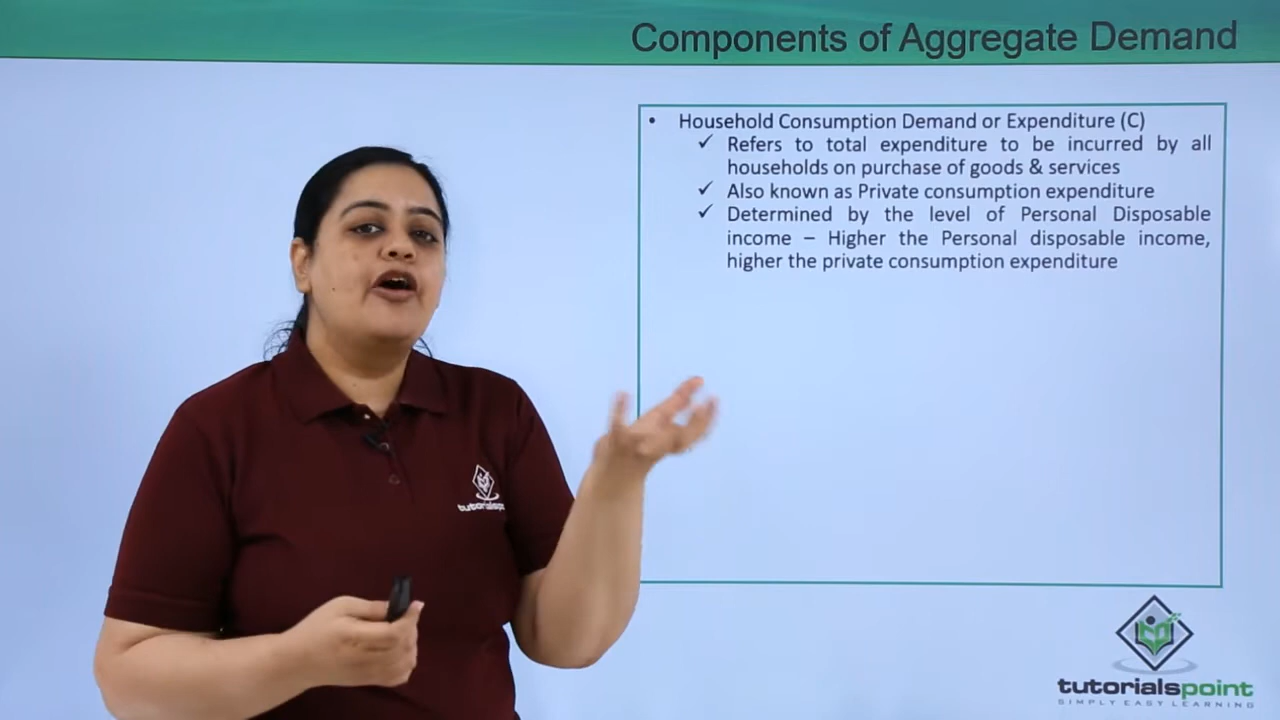 Components of Aggregate Demand
• Household Consumption Demand or Expenditure (C)
✓ Refers to total expenditure to be incurred by all
households on purchase of goods & services
✓ Also known as Private consumption expenditure
✓ Determined by the level of Personal Disposable
income – Higher the Personal disposable income,
higher the private consumption expenditure
tutorialspoint
tutorialspoint
SIMPLY EASY LEARNING